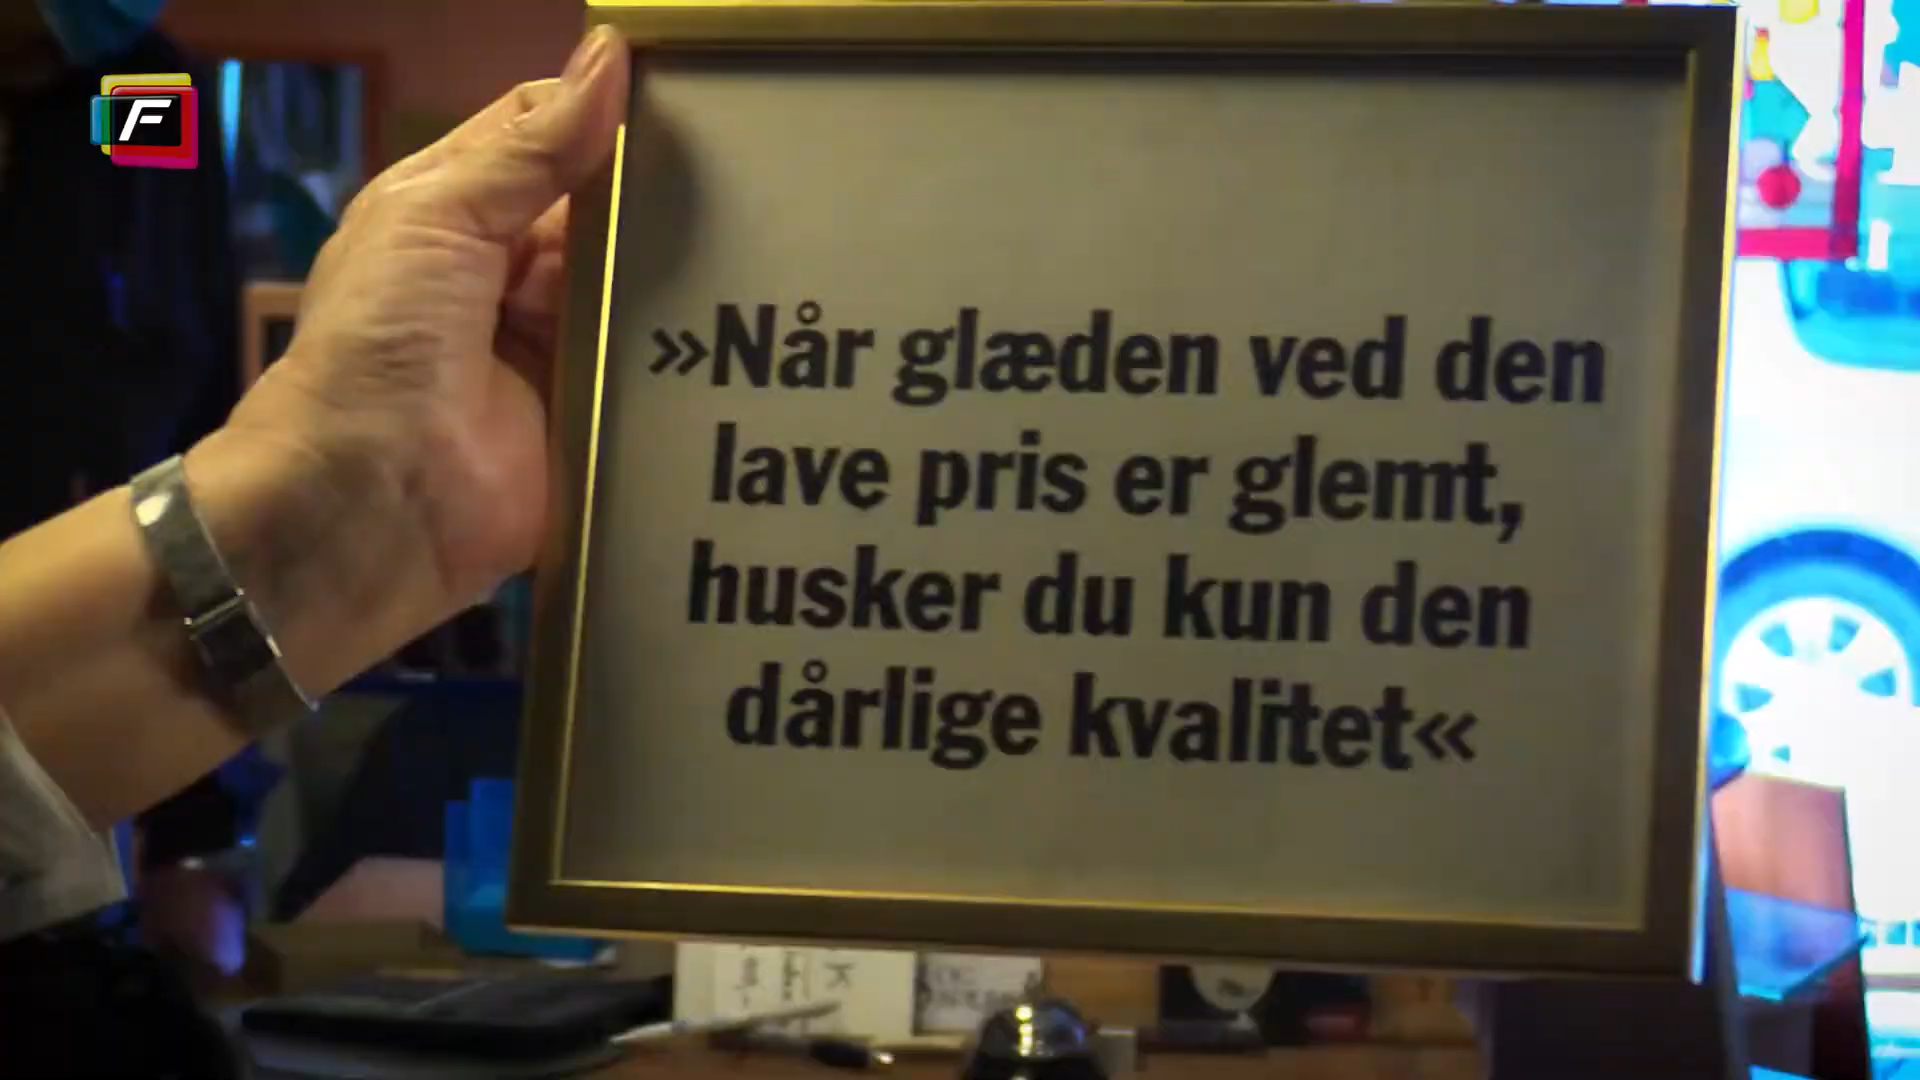 F
»Når glæden ved den
lave pris er glemt,
husker du kun den
dårlige kvalitet«